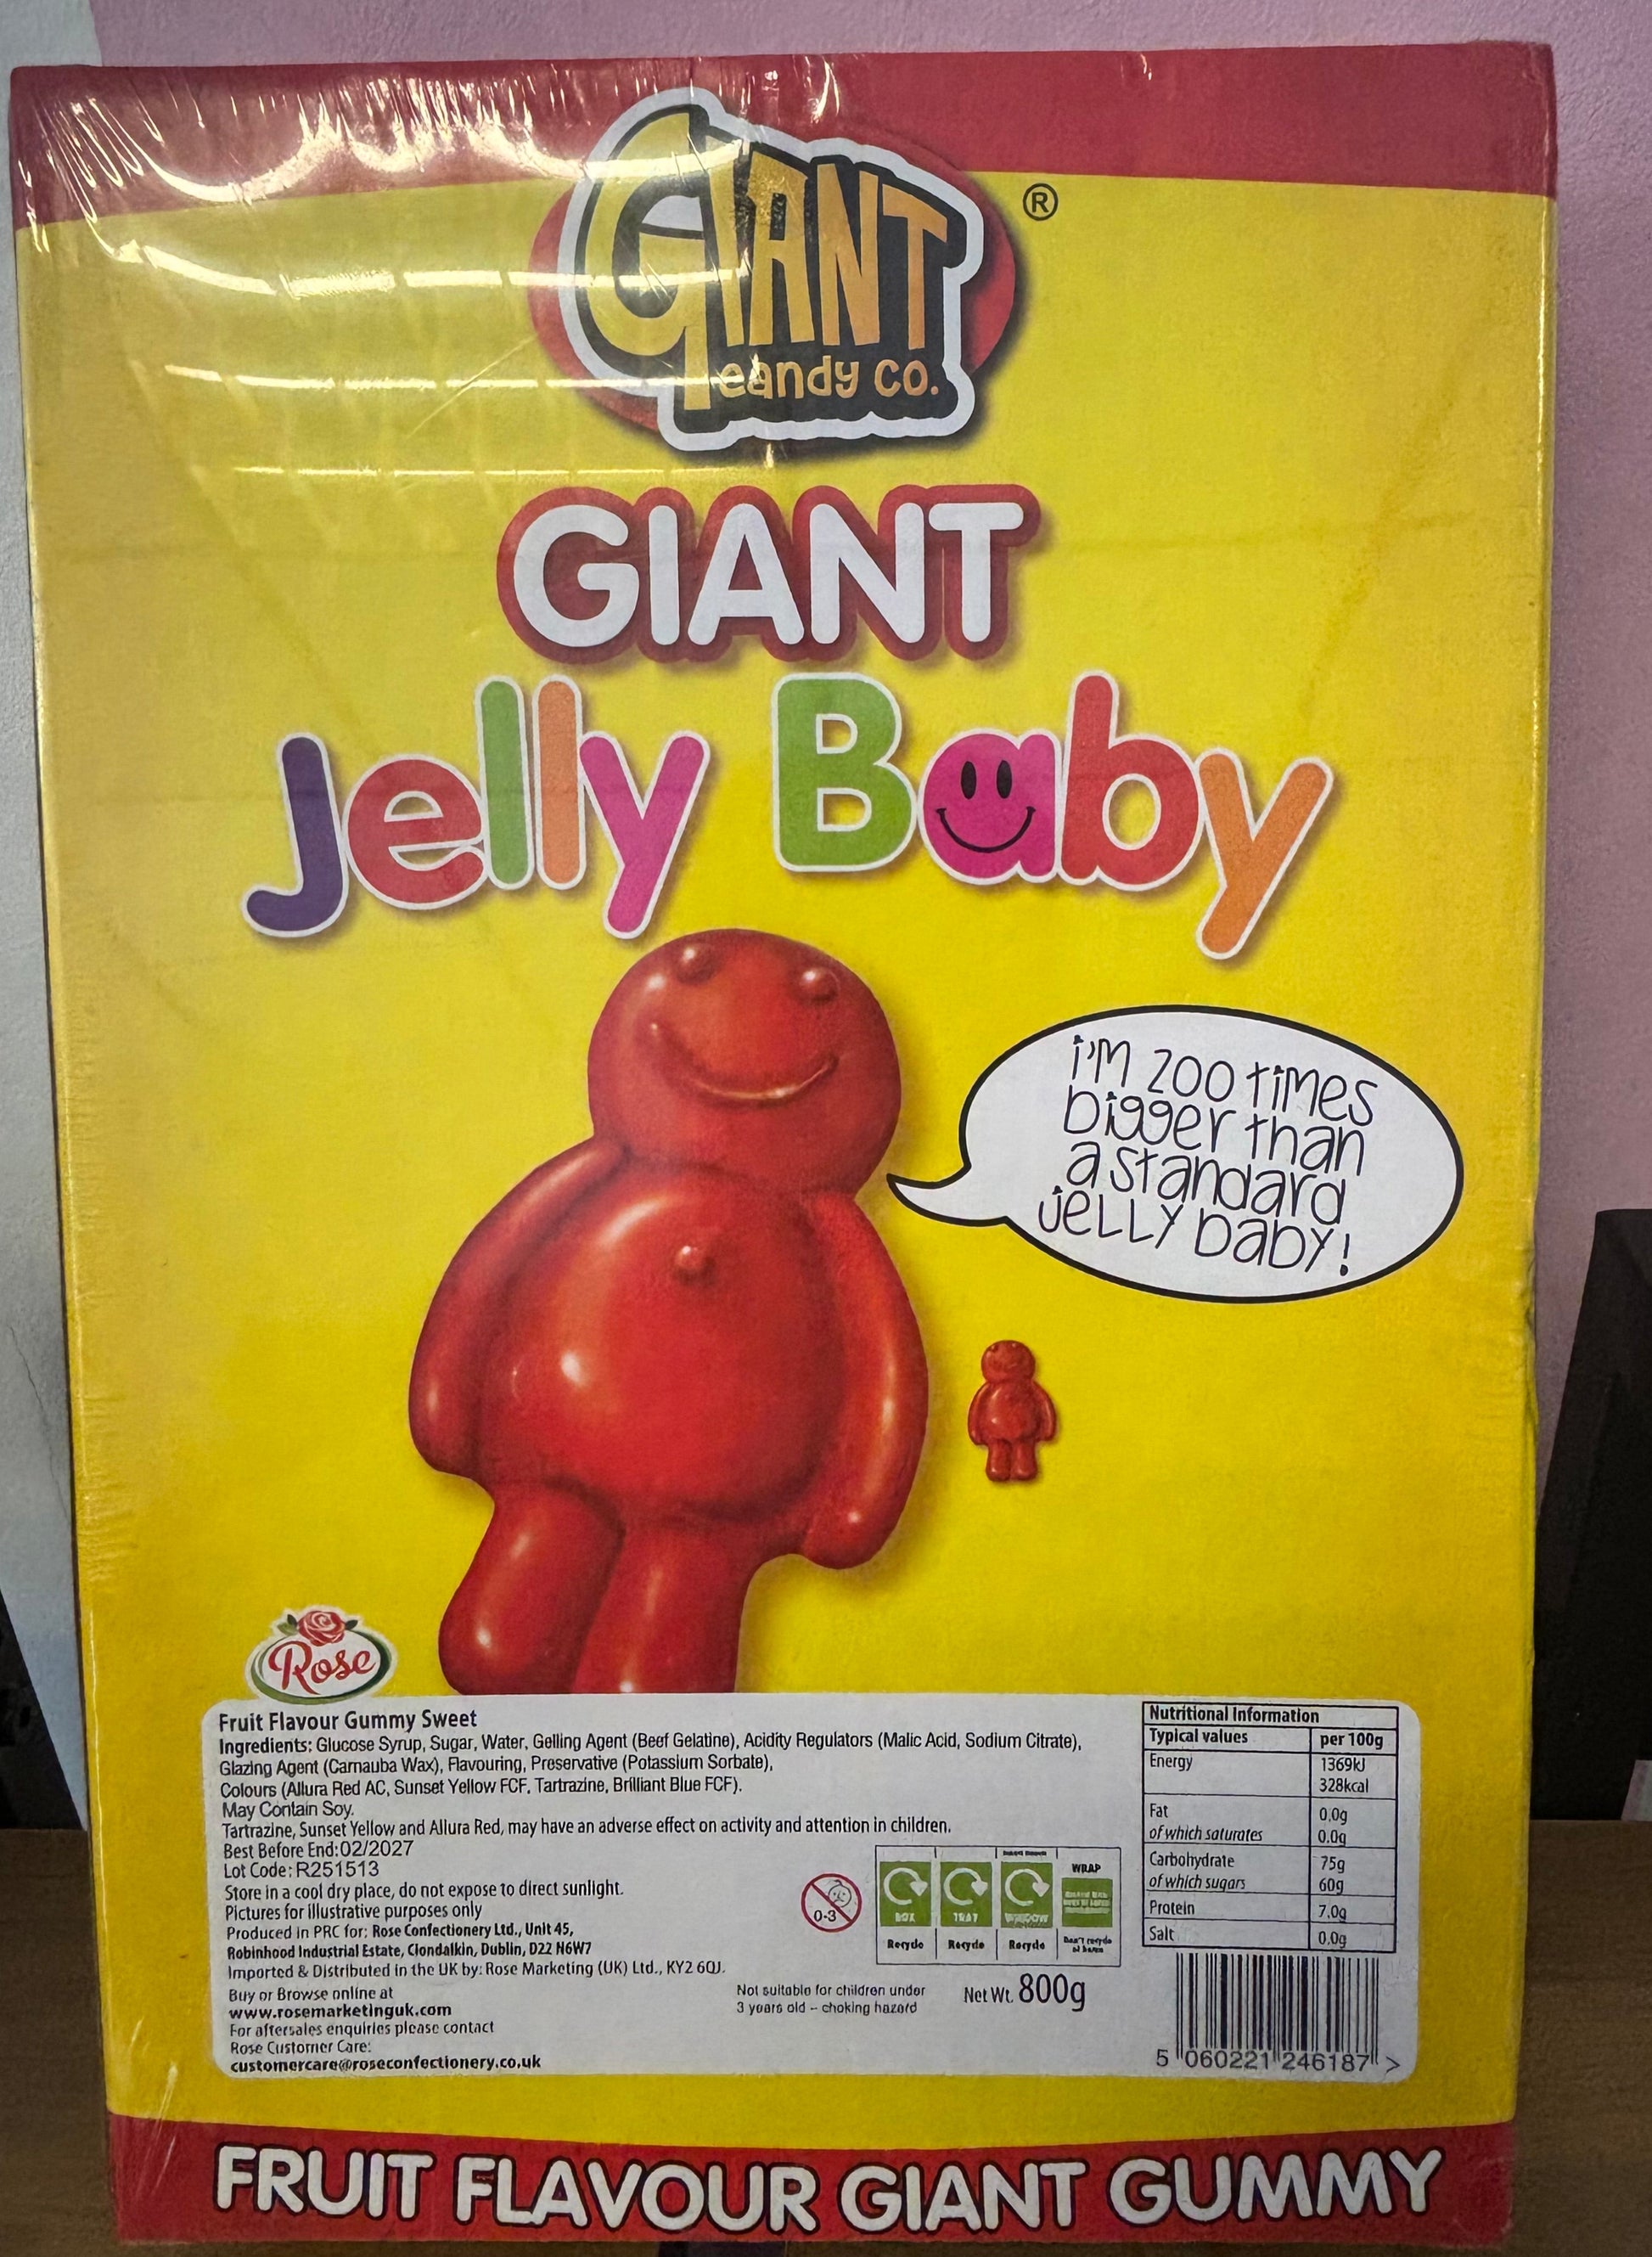 GIANT
candy co.
®
GIANT
Jelly Baby
i'm 200 times
bigger than
a standard
jelly baby!
Rose
Fruit Flavour Gummy Sweet
Ingredients: Glucose Syrup, Sugar, Water, Gelling Agent (Beef Gelatine), Acidity Regulators (Malic Acid, Sodium Citrate),
Glazing Agent (Carnauba Wax), Flavouring, Preservative (Potassium Sorbate),
Colours (Allura Red AC, Sunset Yellow FCF, Tartrazine, Brilliant Blue FCF).
May Contain Soy.
Tartrazine, Sunset Yellow and Allura Red, may have an adverse effect on activity and attention in children.
Best Before End: 02/2027
Lot Code: R251513
Store in a cool dry place, do not expose to direct sunlight.
Pictures for illustrative purposes only
Produced in PRC for: Rose Confectionery Ltd., Unit 45,
Robinhood Industrial Estate, Clondalkin, Dublin, D22 N6W7
Imported & Distributed in the UK by: Rose Marketing (UK) Ltd., KY2 6QJ.
Buy or Browse online at
www.rosemarketinguk.com
For aftersales enquiries please contact
Rose Customer Care:
customercare@roseconfectionery.co.uk
0-3
Not suitable for children under
3 years old -- choking hazard
WRAP
BOX TRAY WINDOW
Recycle Recycle Recycle Don't recycle at home
Net Wt. 800g
Nutritional Information
Typical values per 100g
Energy 1369kJ
328kcal
Fat 0.0g
of which saturates 0.0g
Carbohydrate 75g
of which sugars 60g
Protein 7.0g
Salt 0.0g
5 060221 246187 >
FRUIT FLAVOUR GIANT GUMMY